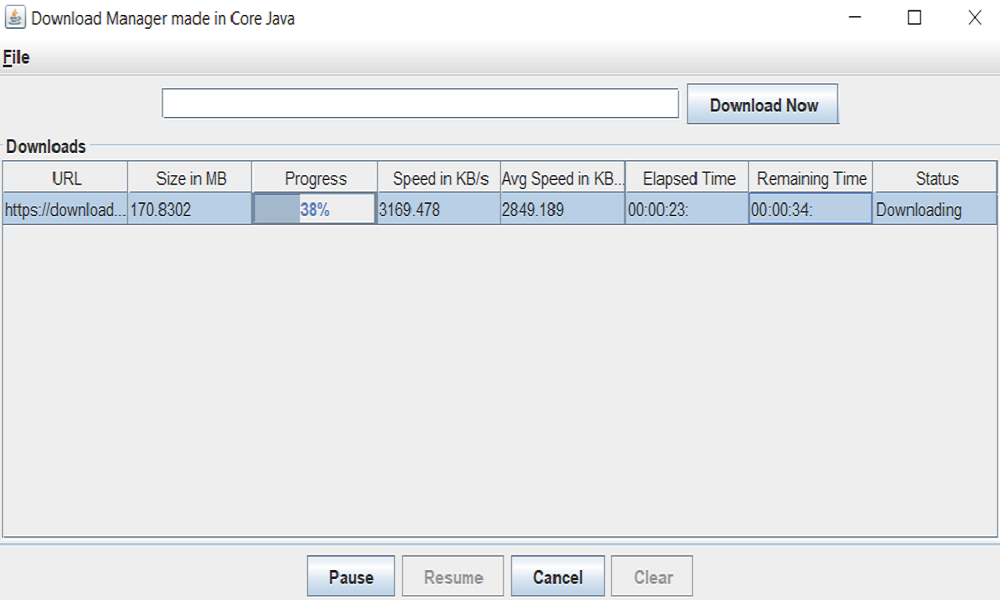 Download Manager made in Core Java
File
Download Now
Downloads
URL Size in MB Progress Speed in KB/s Avg Speed in KB... Elapsed Time Remaining Time Status
https://download... 170.8302 38% 3169.478 2849.189 00:00:23: 00:00:34: Downloading
Pause Resume Cancel Clear